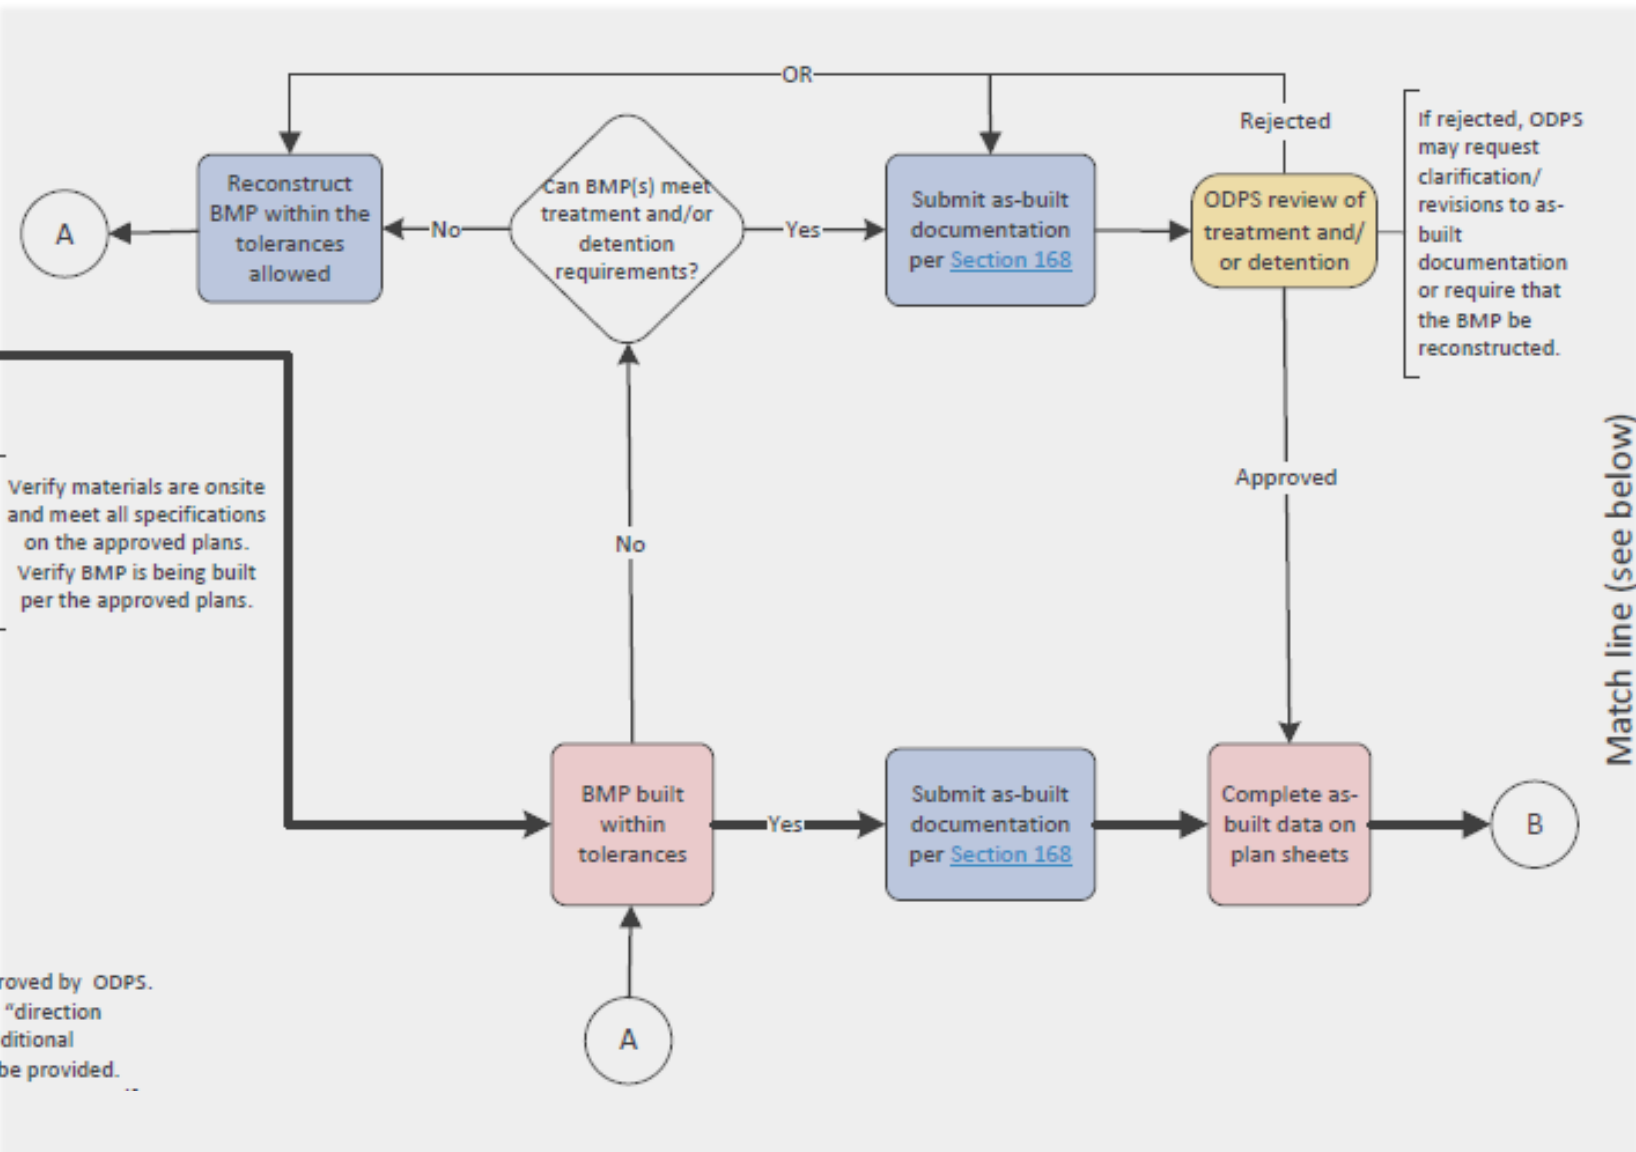 OR
Rejected
If rejected, ODPS
may request
clarification/
revisions to as-
built
documentation
or require that
the BMP be
reconstructed.
A
Reconstruct
BMP within the
tolerances
allowed
No
Can BMP(s) meet
treatment and/or
detention
requirements?
Yes
Submit as-built
documentation
per Section 168
ODPS review of
treatment and/
or detention
Match line (see below)
Verify materials are onsite
and meet all specifications
on the approved plans.
Verify BMP is being built
per the approved plans.
No
Approved
BMP built
within
tolerances
Yes
Submit as-built
documentation
per Section 168
Complete as-
built data on
plan sheets
B
roved by ODPS.
“direction
ditional
be provided.
A